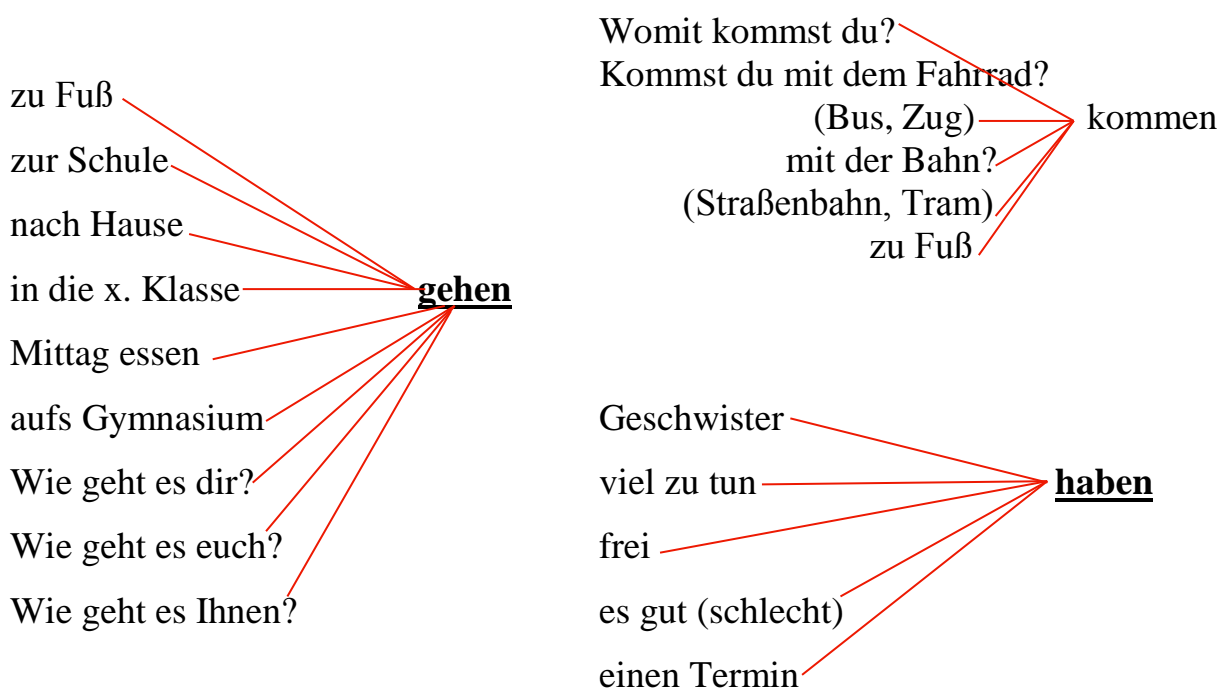 zu Fuß
zur Schule
nach Hause
in die x. Klasse
gehen
Mittag essen
aufs Gymnasium
Wie geht es dir?
Wie geht es euch?
Wie geht es Ihnen?
Womit kommst du?
Kommst du mit dem Fahrrad?
(Bus, Zug)
kommen
mit der Bahn?
(Straßenbahn, Tram)
zu Fuß
Geschwister
viel zu tun
haben
frei
es gut (schlecht)
einen Termin